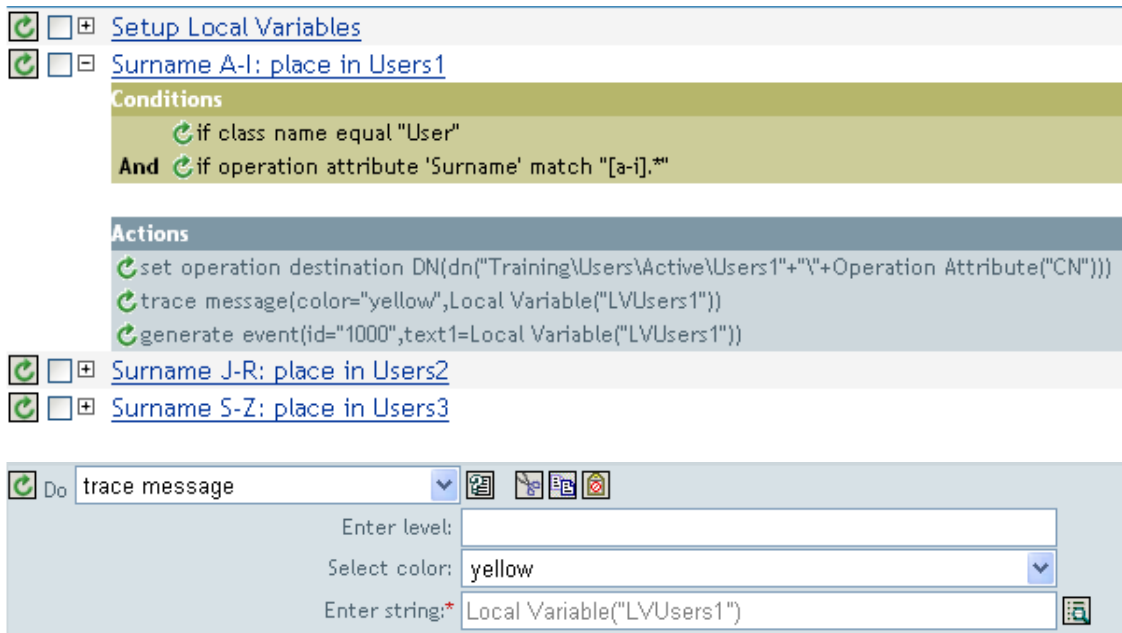 Setup Local Variables
Surname A-I: place in Users1
Conditions
if class name equal "User"
And if operation attribute 'Surname' match "[a-i].*"
Actions
set operation destination DN(dn("Training\Users\Active\Users1"+"\"+Operation Attribute("CN")))
trace message(color="yellow",Local Variable("LVUsers1"))
generate event(id="1000",text1=Local Variable("LVUsers1"))
Surname J-R: place in Users2
Surname S-Z: place in Users3
Do trace message
Enter level:
Select color: yellow
Enter string:* Local Variable("LVUsers1")